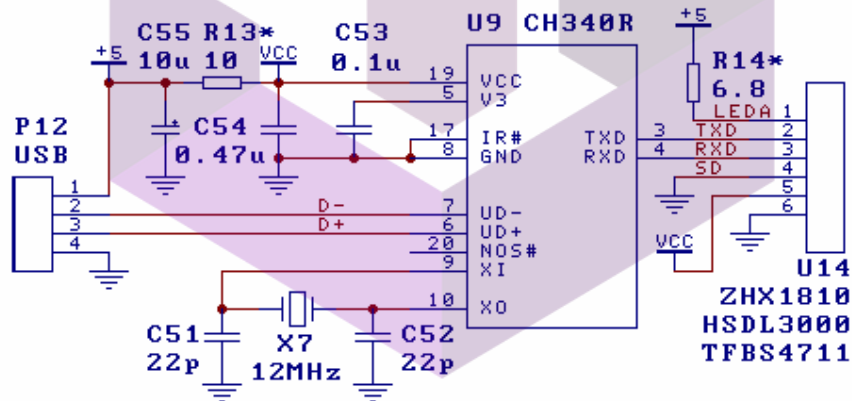 U9 CH340R
C55 R13* C53
+5 10u 10 VCC 0.1u
+5
R14*
6.8
19 VCC
5 V3
P12
USB
C54
0.47u
17 IR#
8 GND
TXD 3
RXD 4
LEDA 1
TXD 2
RXD 3
SD 4
5
6
1
2 D- 7 UD-
3 D+ 6 UD+
4
20 NOS#
9 XI
10 XO
VCC
U14
ZHX1810
HSDL3000
TFBS4711
C51
22p
X7
12MHz
C52
22p